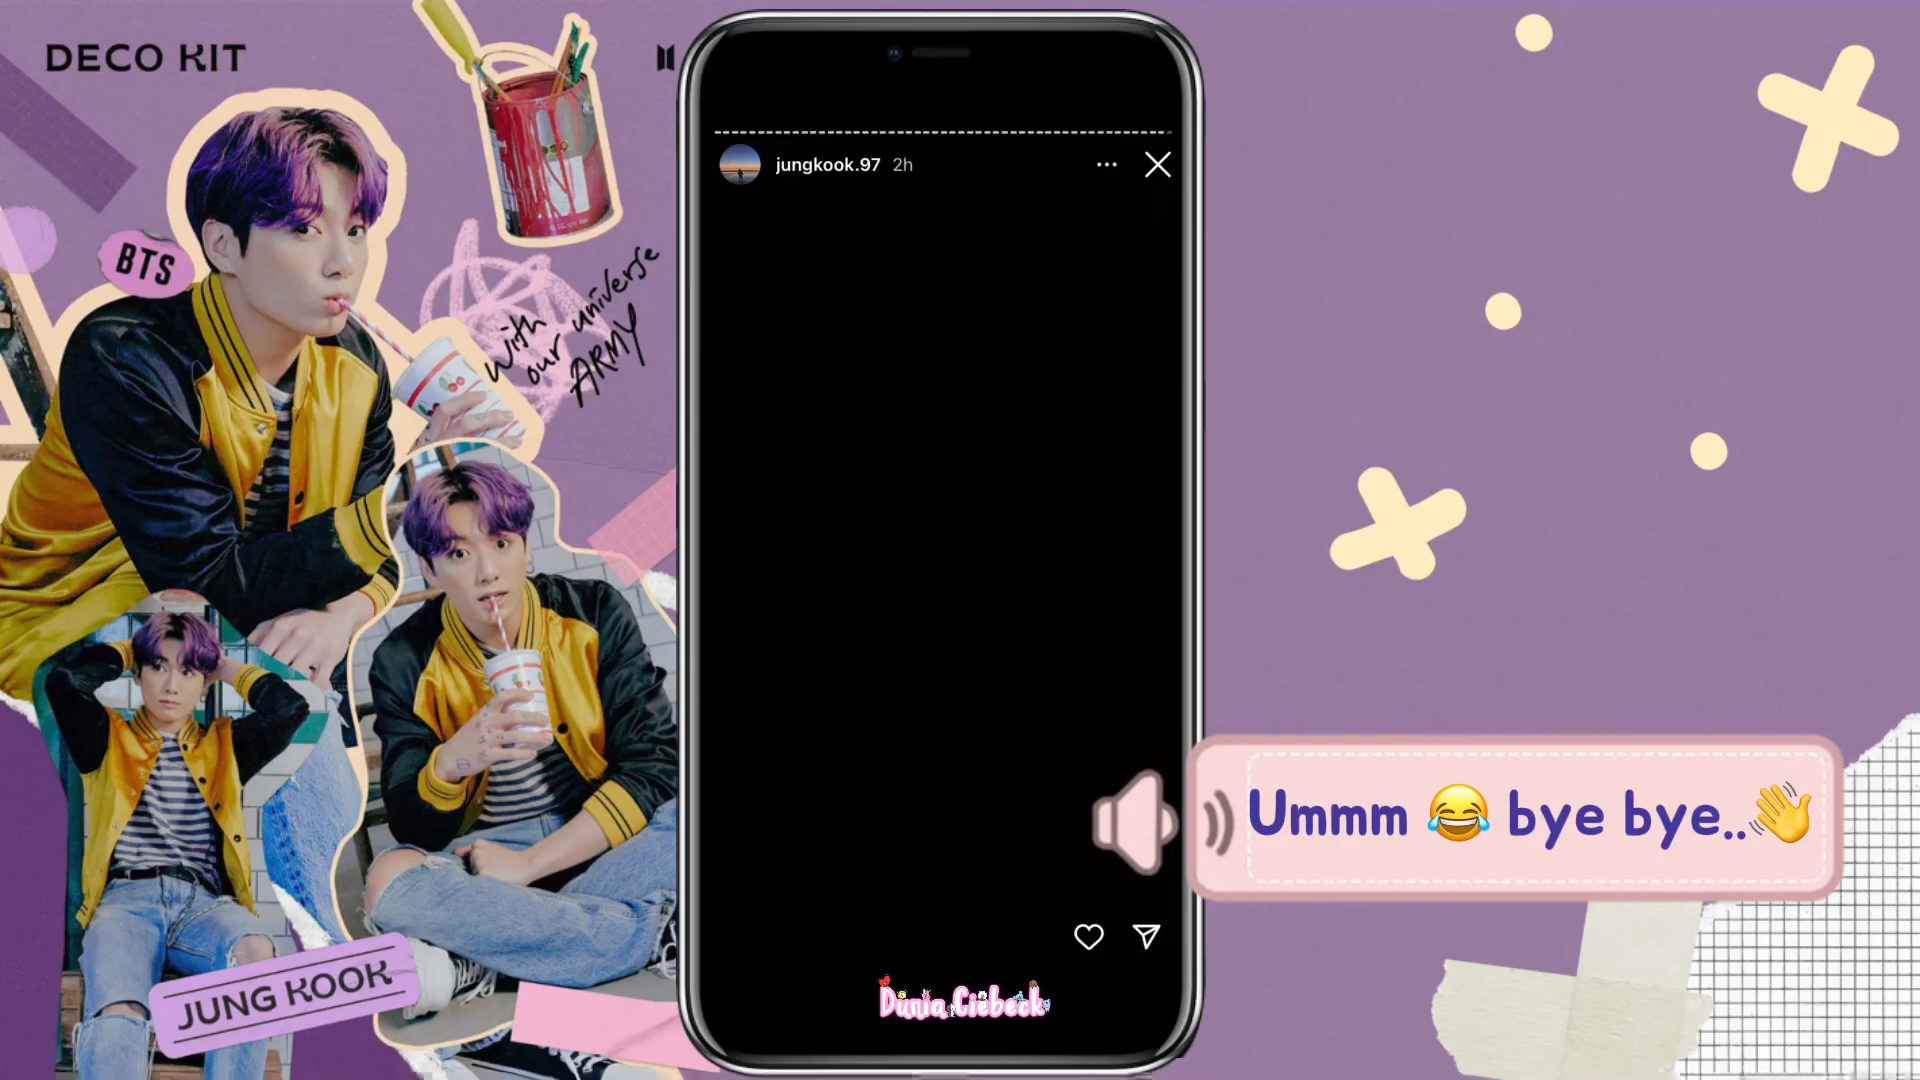 DECO KIT
BTS
With
our universe
ARMY
JUNG KOOK
jungkook.97 2h
Ummm 😂 bye bye..👋
Dunia Ciebeck